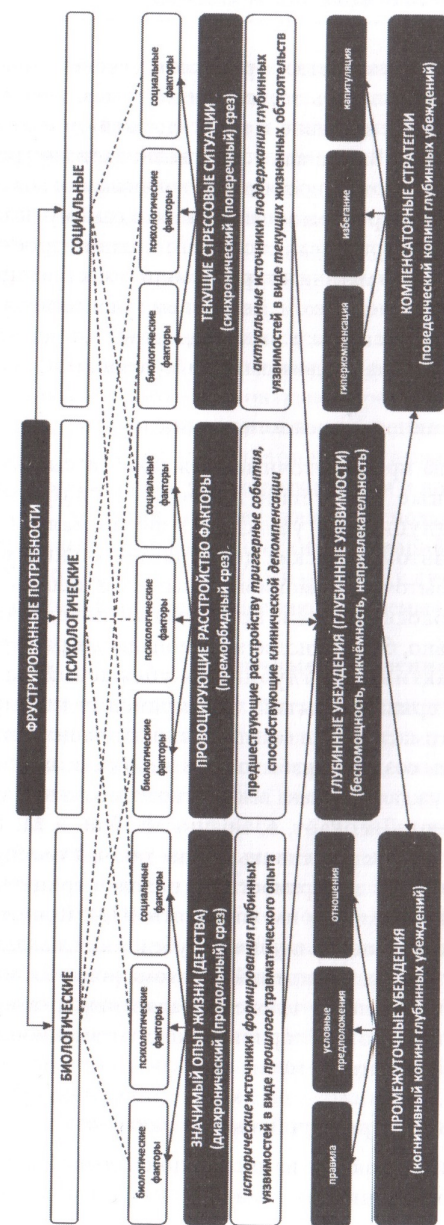 ФРУСТРИРОВАННЫЕ ПОТРЕБНОСТИ
БИОЛОГИЧЕСКИЕ
ПСИХОЛОГИЧЕСКИЕ
СОЦИАЛЬНЫЕ
биологические
факторы
психологические
факторы
социальные
факторы
биологические
факторы
психологические
факторы
социальные
факторы
биологические
факторы
психологические
факторы
социальные
факторы
ЗНАЧИМЫЙ ОПЫТ ЖИЗНИ (ДЕТСТВА)
(диахронический (продольный) срез)
ПРОВОЦИРУЮЩИЕ РАССТРОЙСТВО ФАКТОРЫ
(преморбидный срез)
ТЕКУЩИЕ СТРЕССОВЫЕ СИТУАЦИИ
(синхронический (поперечный) срез)
исторические источники формирования глубинных
уязвимостей в виде прошлого травматического опыта
предшествующие расстройству триггерные события,
способствующие клинической декомпенсации
актуальные источники поддержания глубинных
уязвимостей в виде текущих жизненных обстоятельств
правила
условные
предположения
отношения
ГЛУБИННЫЕ УБЕЖДЕНИЯ (ГЛУБИННЫЕ УЯЗВИМОСТИ)
(беспомощность, никчёмность, непривлекательность)
гиперкомпенсация
избегание
капитуляция
ПРОМЕЖУТОЧНЫЕ УБЕЖДЕНИЯ
(когнитивный копинг глубинных убеждений)
КОМПЕНСАТОРНЫЕ СТРАТЕГИИ
(поведенческий копинг глубинных убеждений)